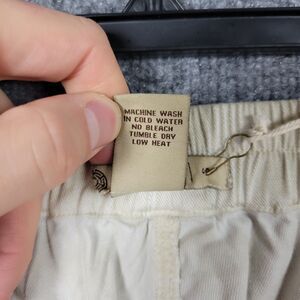 MACHINE WASH
IN COLD WATER
NO BLEACH
TUMBLE DRY
LOW HEAT